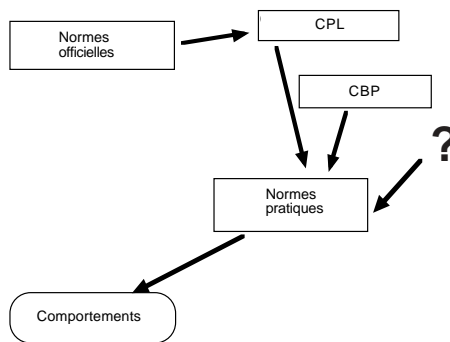 Normes
officielles
CPL
CBP
?
Normes
pratiques
Comportements